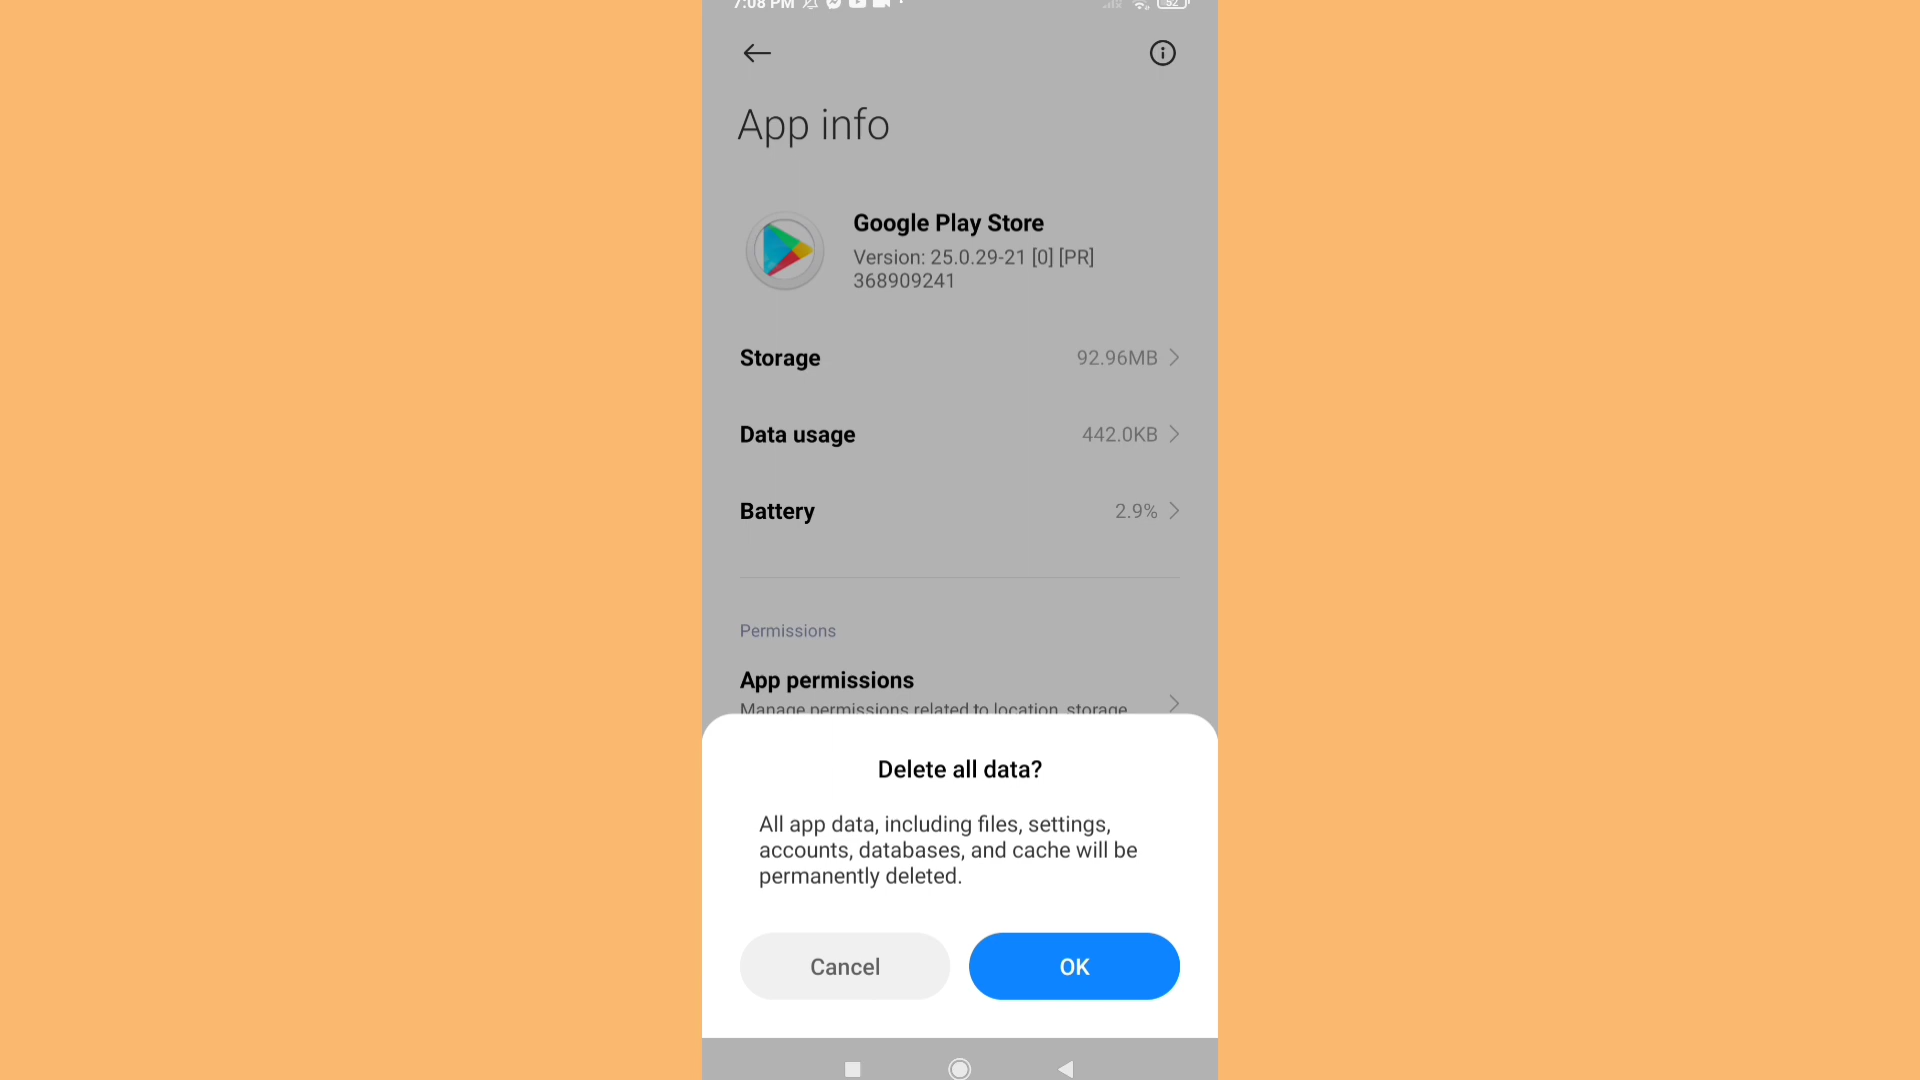 7:08 PM
52
App info
Google Play Store
Version: 25.0.29-21 [0] [PR]
368909241
Storage
92.96MB
Data usage
442.0KB
Battery
2.9%
Permissions
App permissions
Manage permissions related to location, storage,
Delete all data?
All app data, including files, settings,
accounts, databases, and cache will be
permanently deleted.
Cancel
OK